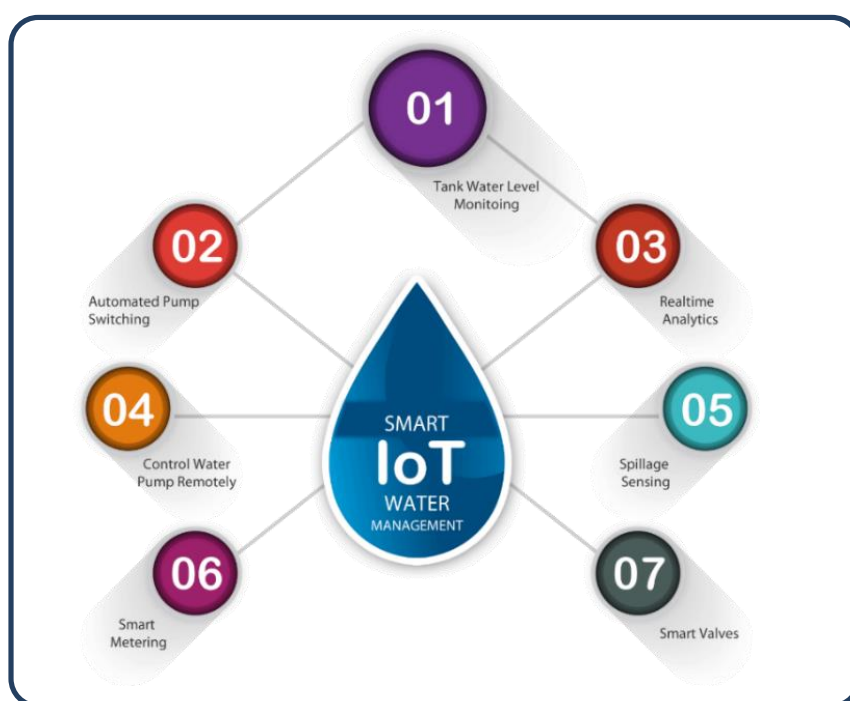 01
Tank Water Level
Monitoing
02
Automated Pump
Switching
03
Realtime
Analytics
04
Control Water
Pump Remotely
SMART
IoT
WATER
MANAGEMENT
05
Spillage
Sensing
06
Smart
Metering
07
Smart Valves